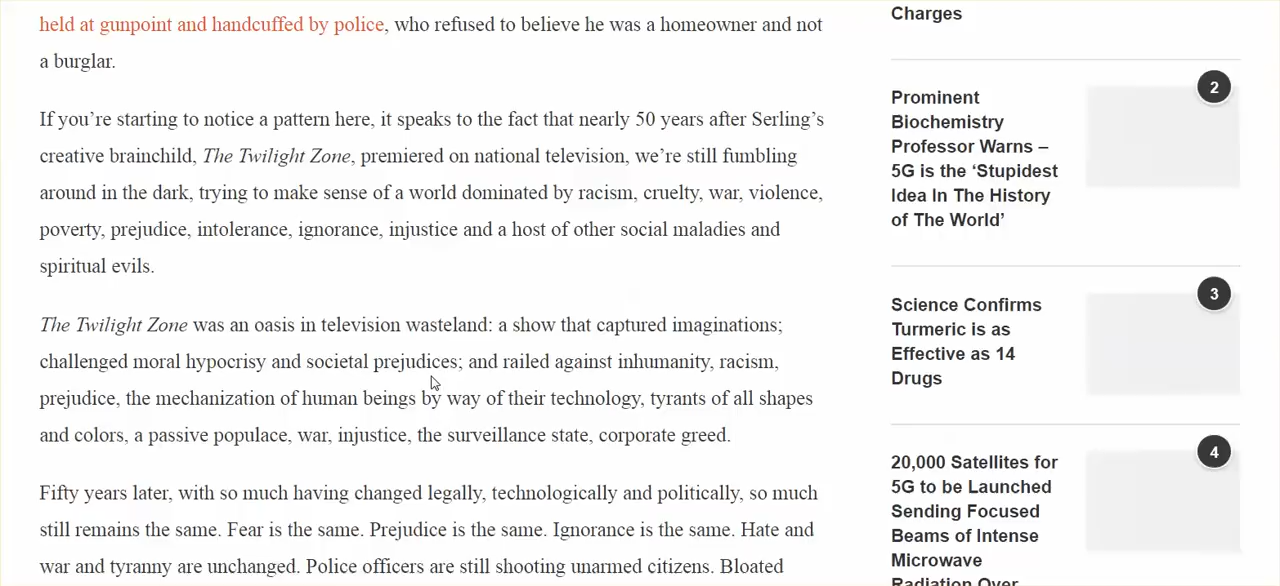 held at gunpoint and handcuffed by police, who refused to believe he was a homeowner and not
a burglar.
If you’re starting to notice a pattern here, it speaks to the fact that nearly 50 years after Serling’s
creative brainchild, The Twilight Zone, premiered on national television, we’re still fumbling
around in the dark, trying to make sense of a world dominated by racism, cruelty, war, violence,
poverty, prejudice, intolerance, ignorance, injustice and a host of other social maladies and
spiritual evils.
The Twilight Zone was an oasis in television wasteland: a show that captured imaginations;
challenged moral hypocrisy and societal prejudices; and railed against inhumanity, racism,
prejudice, the mechanization of human beings by way of their technology, tyrants of all shapes
and colors, a passive populace, war, injustice, the surveillance state, corporate greed.
Fifty years later, with so much having changed legally, technologically and politically, so much
still remains the same. Fear is the same. Prejudice is the same. Ignorance is the same. Hate and
war and tyranny are unchanged. Police officers are still shooting unarmed citizens. Bloated
Charges
2
Prominent
Biochemistry
Professor Warns –
5G is the ‘Stupidest
Idea In The History
of The World’
3
Science Confirms
Turmeric is as
Effective as 14
Drugs
4
20,000 Satellites for
5G to be Launched
Sending Focused
Beams of Intense
Microwave
Radiation Over